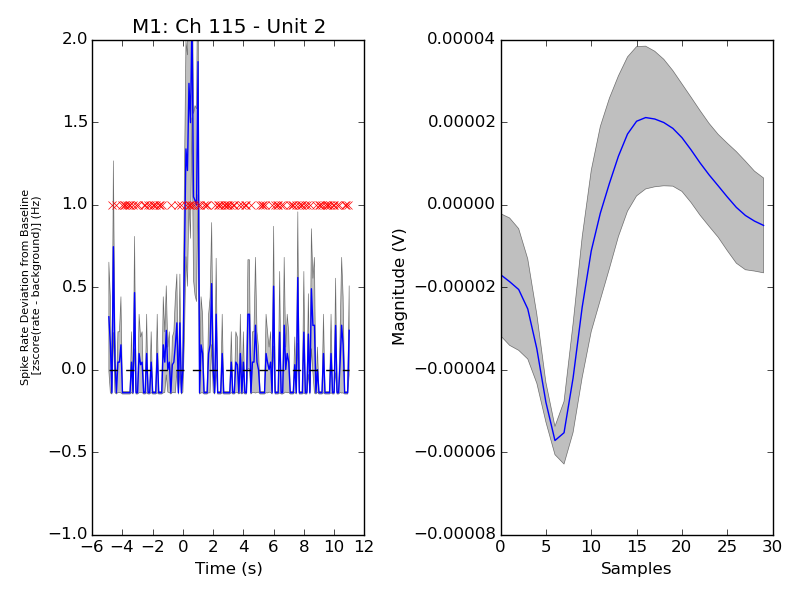 M1: Ch 115 - Unit 2
2.0
1.5
1.0
0.5
0.0
−0.5
−1.0
−6 −4 −2 0 2 4 6 8 10 12
Time (s)
Spike Rate Deviation from Baseline
[zscore(rate - background)] (Hz)
0.00004
0.00002
0.00000
−0.00002
−0.00004
−0.00006
−0.00008
0 5 10 15 20 25 30
Samples
Magnitude (V)